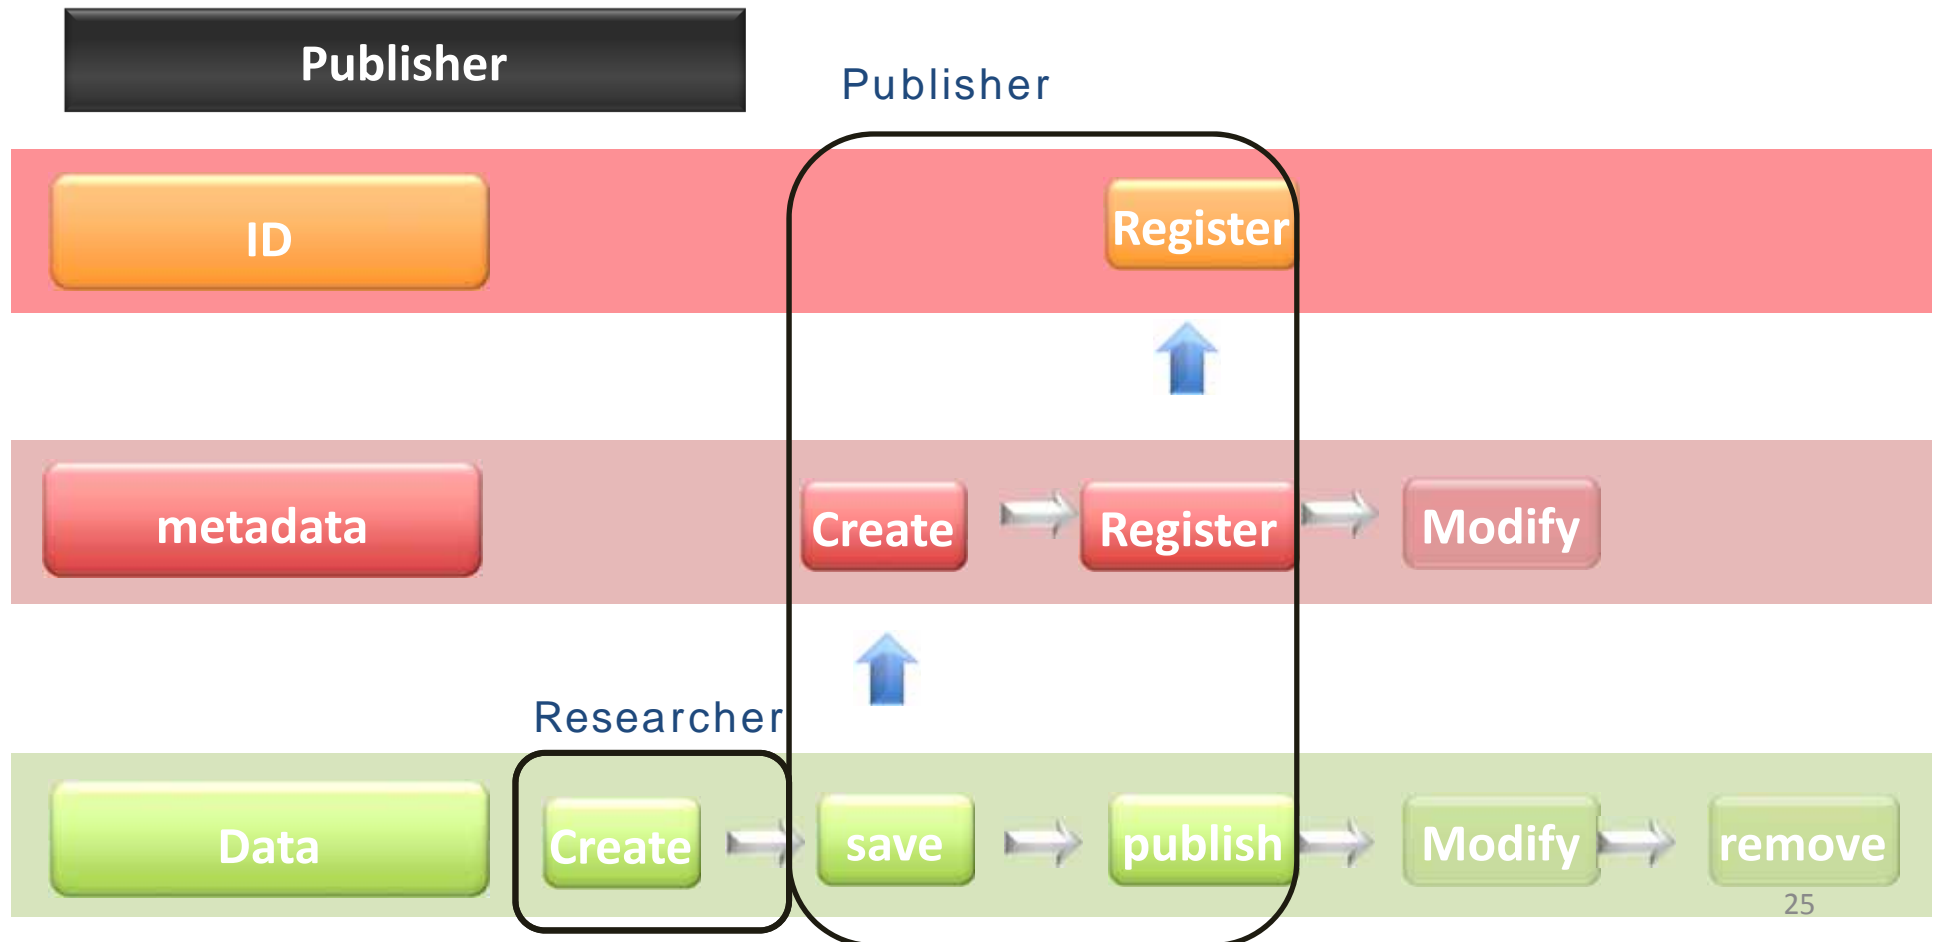 Publisher
Publisher
ID
Register
metadata
Create
Register
Modify
Researcher
Data
Create
save
publish
Modify
remove
25